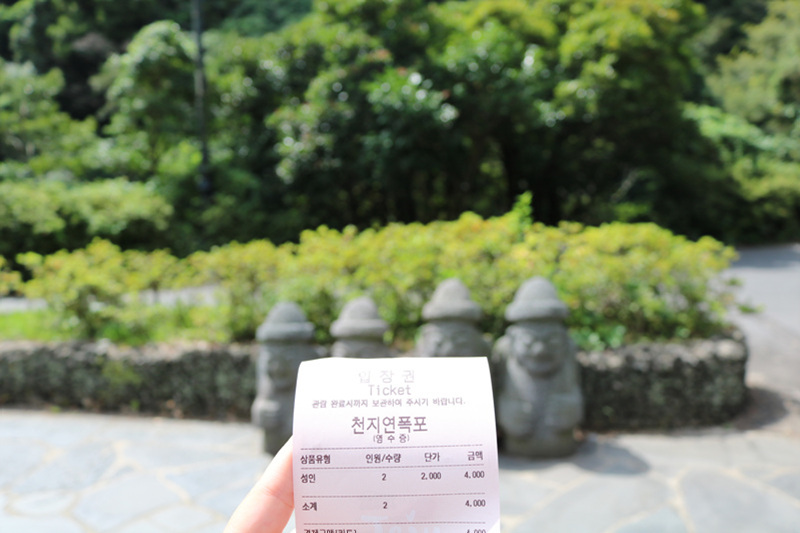 입장권
Ticket
관람 완료시까지 보관하여 주시기 바랍니다.
천지연폭포
(영수증)
상품유형 인원/수량 단가 금액
성인 2 2,000 4,000
소계 2 4,000
4,000